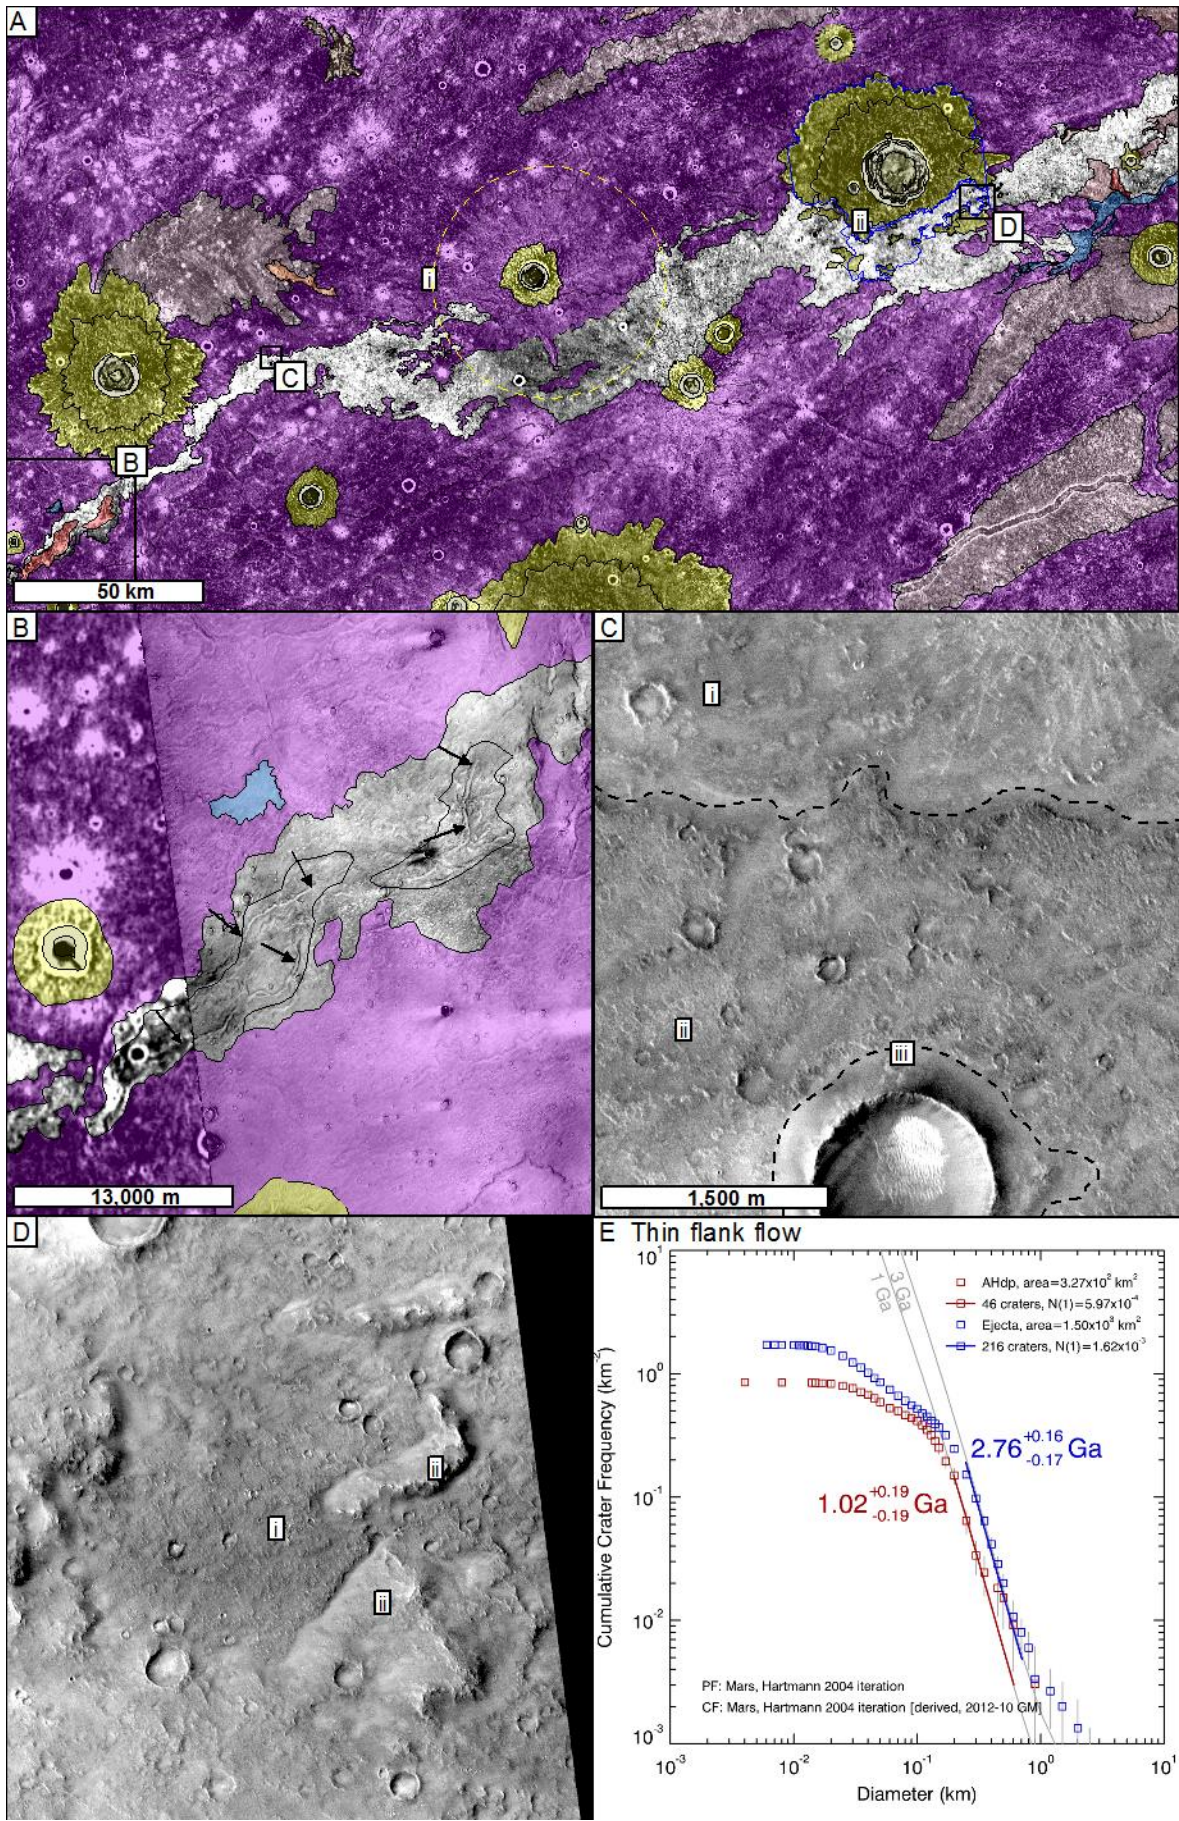 A
i
ii
D
C
B
50 km
B
13,000 m
C
i
ii
iii
1,500 m
D
i
ii
ii
E Thin flank flow
10¹
10⁰
10⁻¹
10⁻²
10⁻³
Cumulative Crater Frequency (km⁻²)
1 Ga
3 Ga
AHdp, area=3.27x10² km²
46 craters, N(1)=5.97x10⁻⁴
Ejecta, area=1.50x10³ km²
216 craters, N(1)=1.62x10⁻³
2.76 +0.16 -0.17 Ga
1.02 +0.19 -0.19 Ga
PF: Mars, Hartmann 2004 iteration
CF: Mars, Hartmann 2004 iteration [derived, 2012-10 GM]
10⁻³ 10⁻² 10⁻¹ 10⁰ 10¹
Diameter (km)